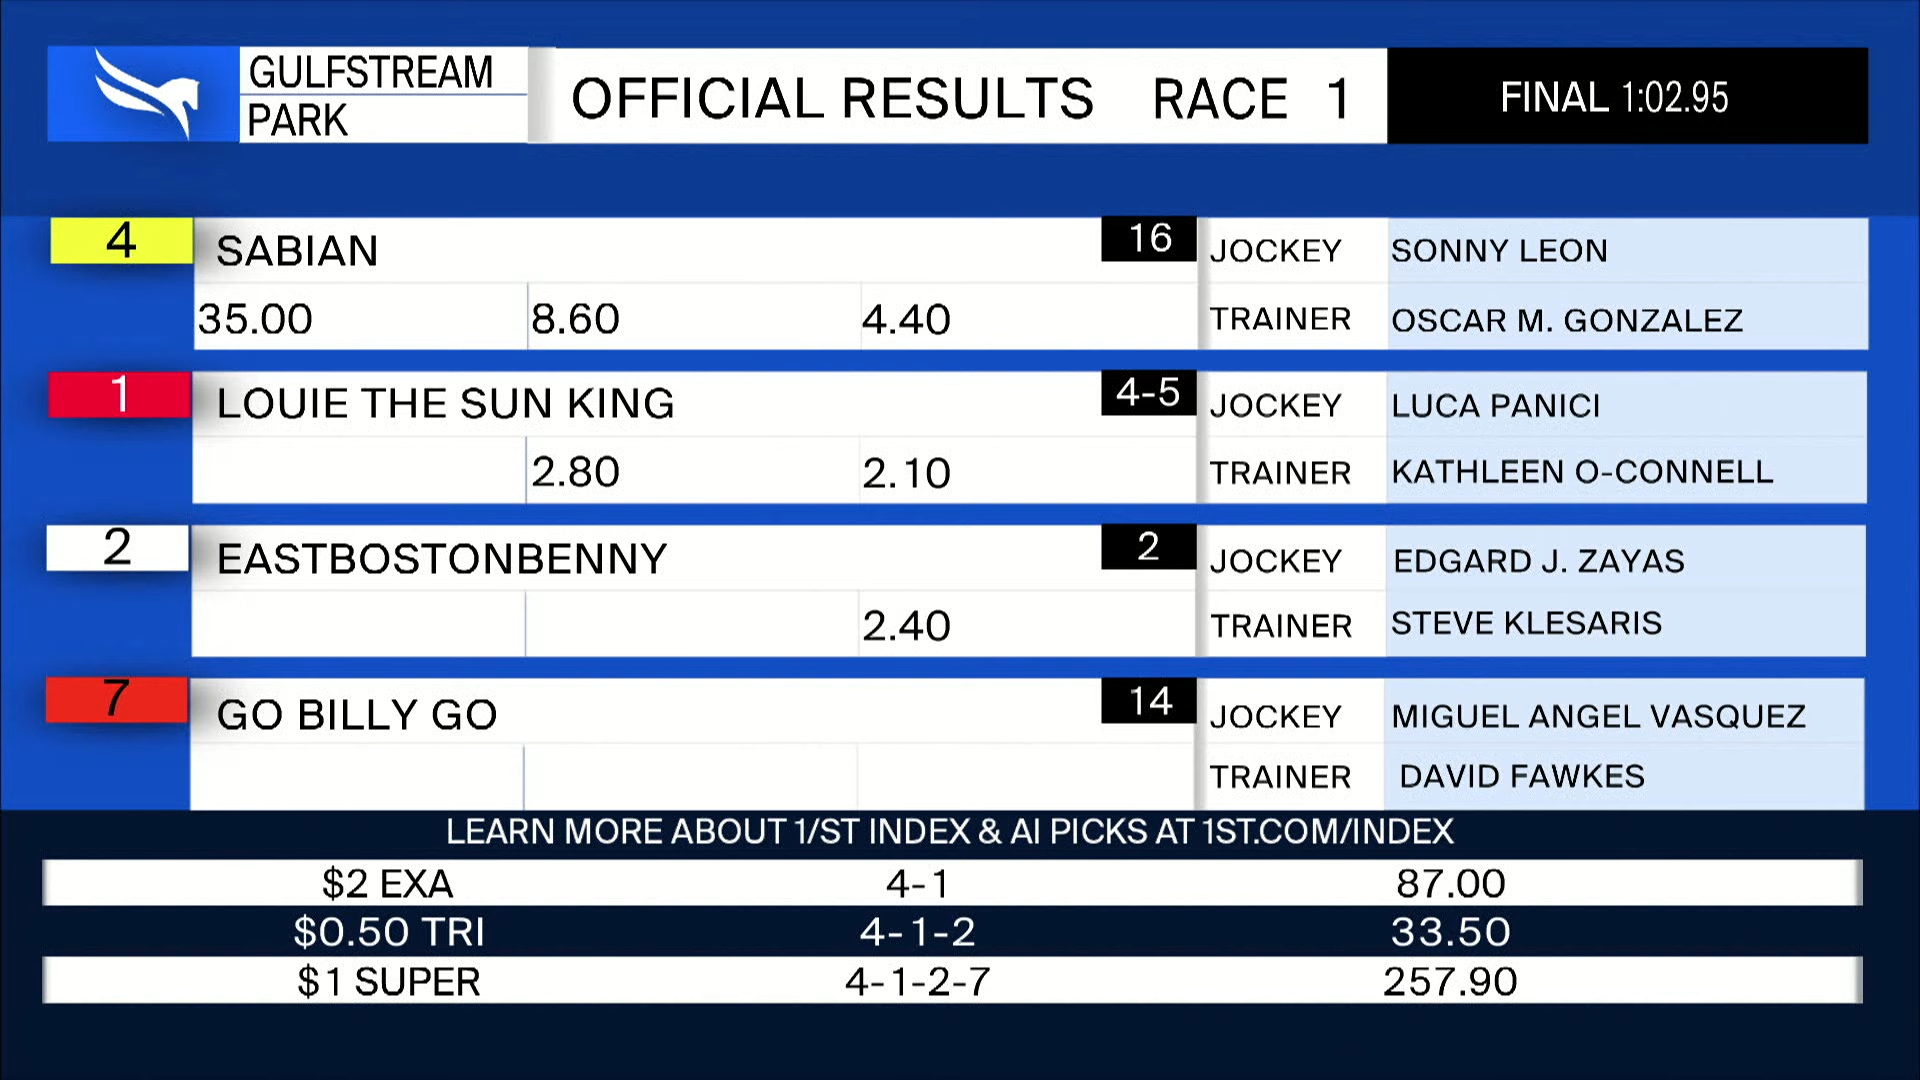 GULFSTREAM
PARK
OFFICIAL RESULTS RACE 1
FINAL 1:02.95
4
SABIAN
16
JOCKEY SONNY LEON
35.00 8.60 4.40
TRAINER OSCAR M. GONZALEZ
1
LOUIE THE SUN KING
4-5
JOCKEY LUCA PANICI
2.80 2.10
TRAINER KATHLEEN O-CONNELL
2
EASTBOSTONBENNY
2
JOCKEY EDGARD J. ZAYAS
2.40
TRAINER STEVE KLESARIS
7
GO BILLY GO
14
JOCKEY MIGUEL ANGEL VASQUEZ
TRAINER DAVID FAWKES
LEARN MORE ABOUT 1/ST INDEX & AI PICKS AT 1ST.COM/INDEX
$2 EXA 4-1 87.00
$0.50 TRI 4-1-2 33.50
$1 SUPER 4-1-2-7 257.90